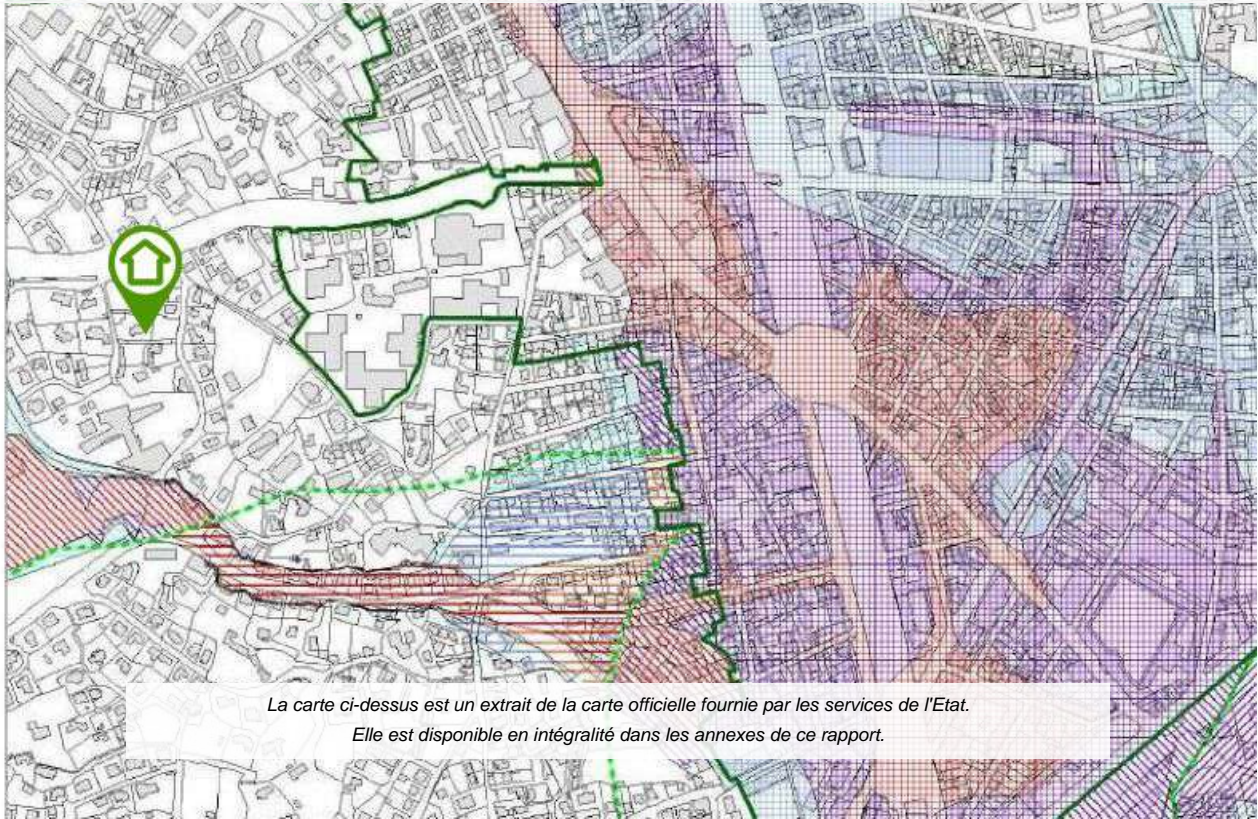 La carte ci-dessus est un extrait de la carte officielle fournie par les services de l'Etat.
Elle est disponible en intégralité dans les annexes de ce rapport.